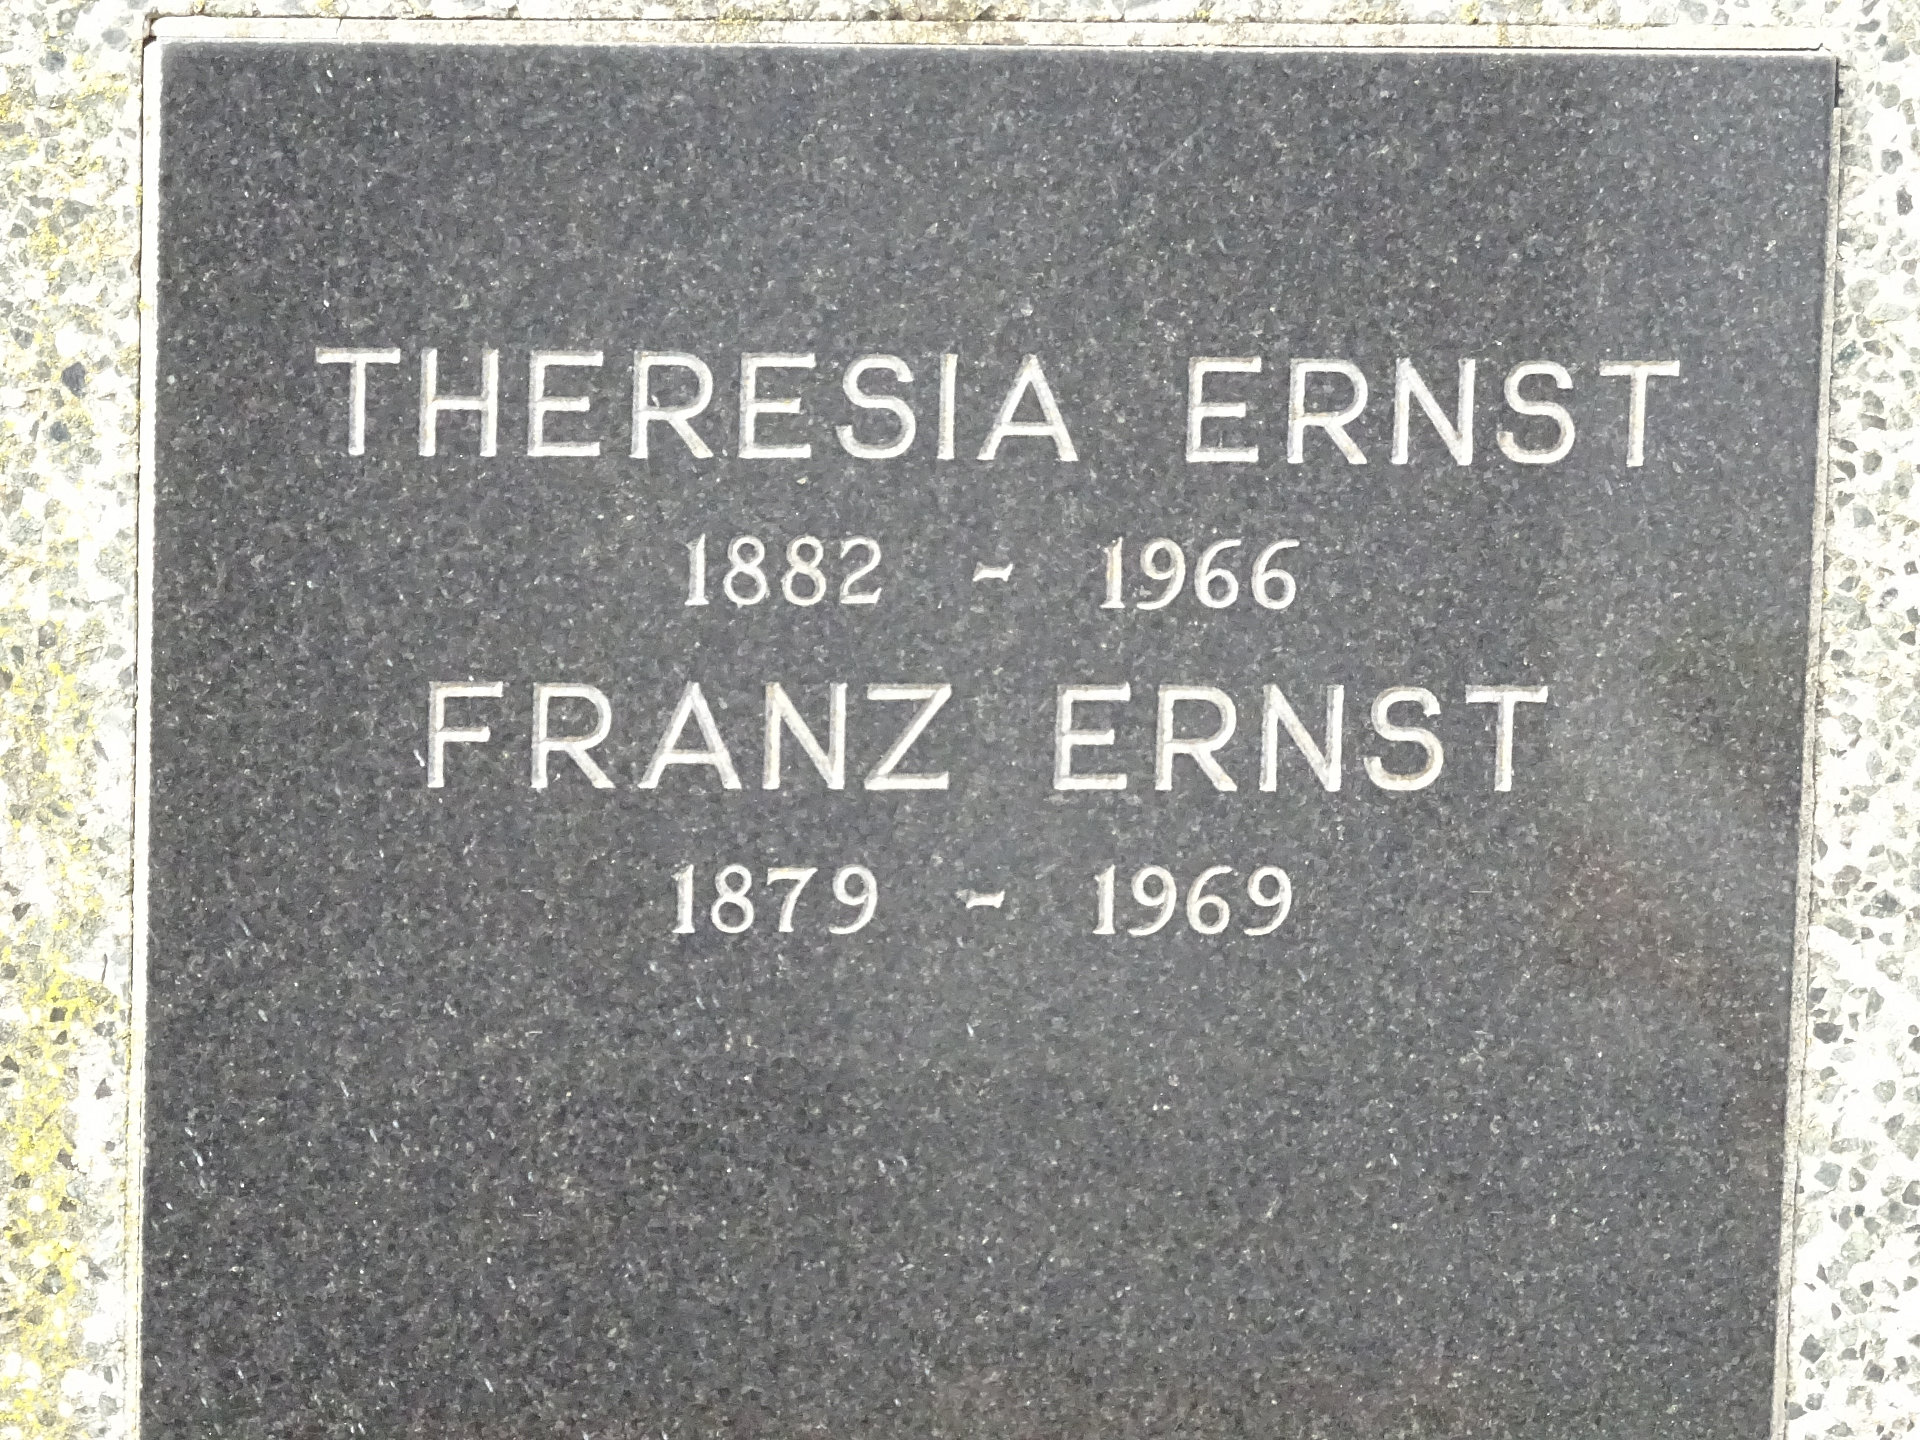 THERESIA ERNST
1882 - 1966
FRANZ ERNST
1879 - 1969